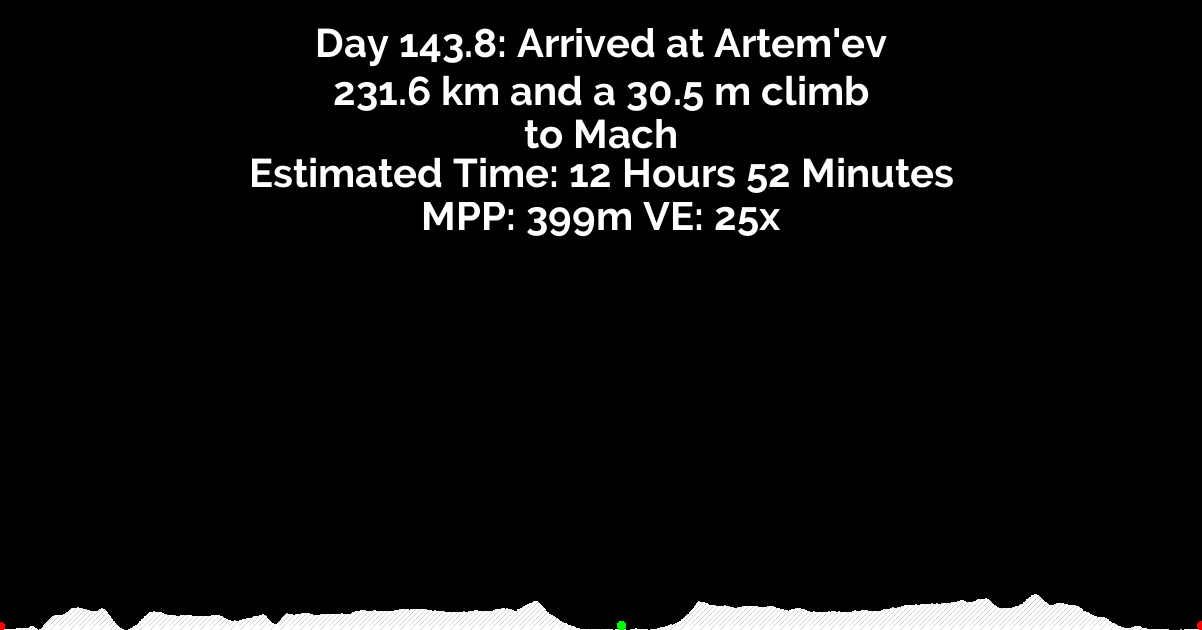 Day 143.8: Arrived at Artem'ev
231.6 km and a 30.5 m climb
to Mach
Estimated Time: 12 Hours 52 Minutes
MPP: 399m VE: 25x